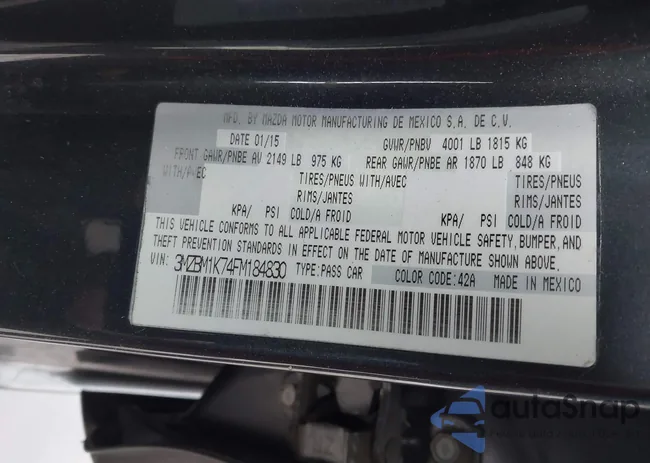 MFD. BY MAZDA MOTOR MANUFACTURING DE MEXICO S.A. DE C.V.
DATE 01/15 GVWR/PNBV 4001 LB 1815 KG
FRONT GAWR/PNBE AV 2149 LB 975 KG REAR GAWR/PNBE AR 1870 LB 848 KG
WITH/AVEC TIRES/PNEUS WITH/AVEC TIRES/PNEUS
RIMS/JANTES RIMS/JANTES
KPA/ PSI COLD/A FROID KPA/ PSI COLD/A FROID
THIS VEHICLE CONFORMS TO ALL APPLICABLE FEDERAL MOTOR VEHICLE SAFETY, BUMPER, AND
THEFT PREVENTION STANDARDS IN EFFECT ON THE DATE OF MANUFACTURE SHOWN ABOVE.
VIN: 3MZBM1K74FM184830 TYPE:PASS CAR COLOR CODE:42A MADE IN MEXICO
autoSnap